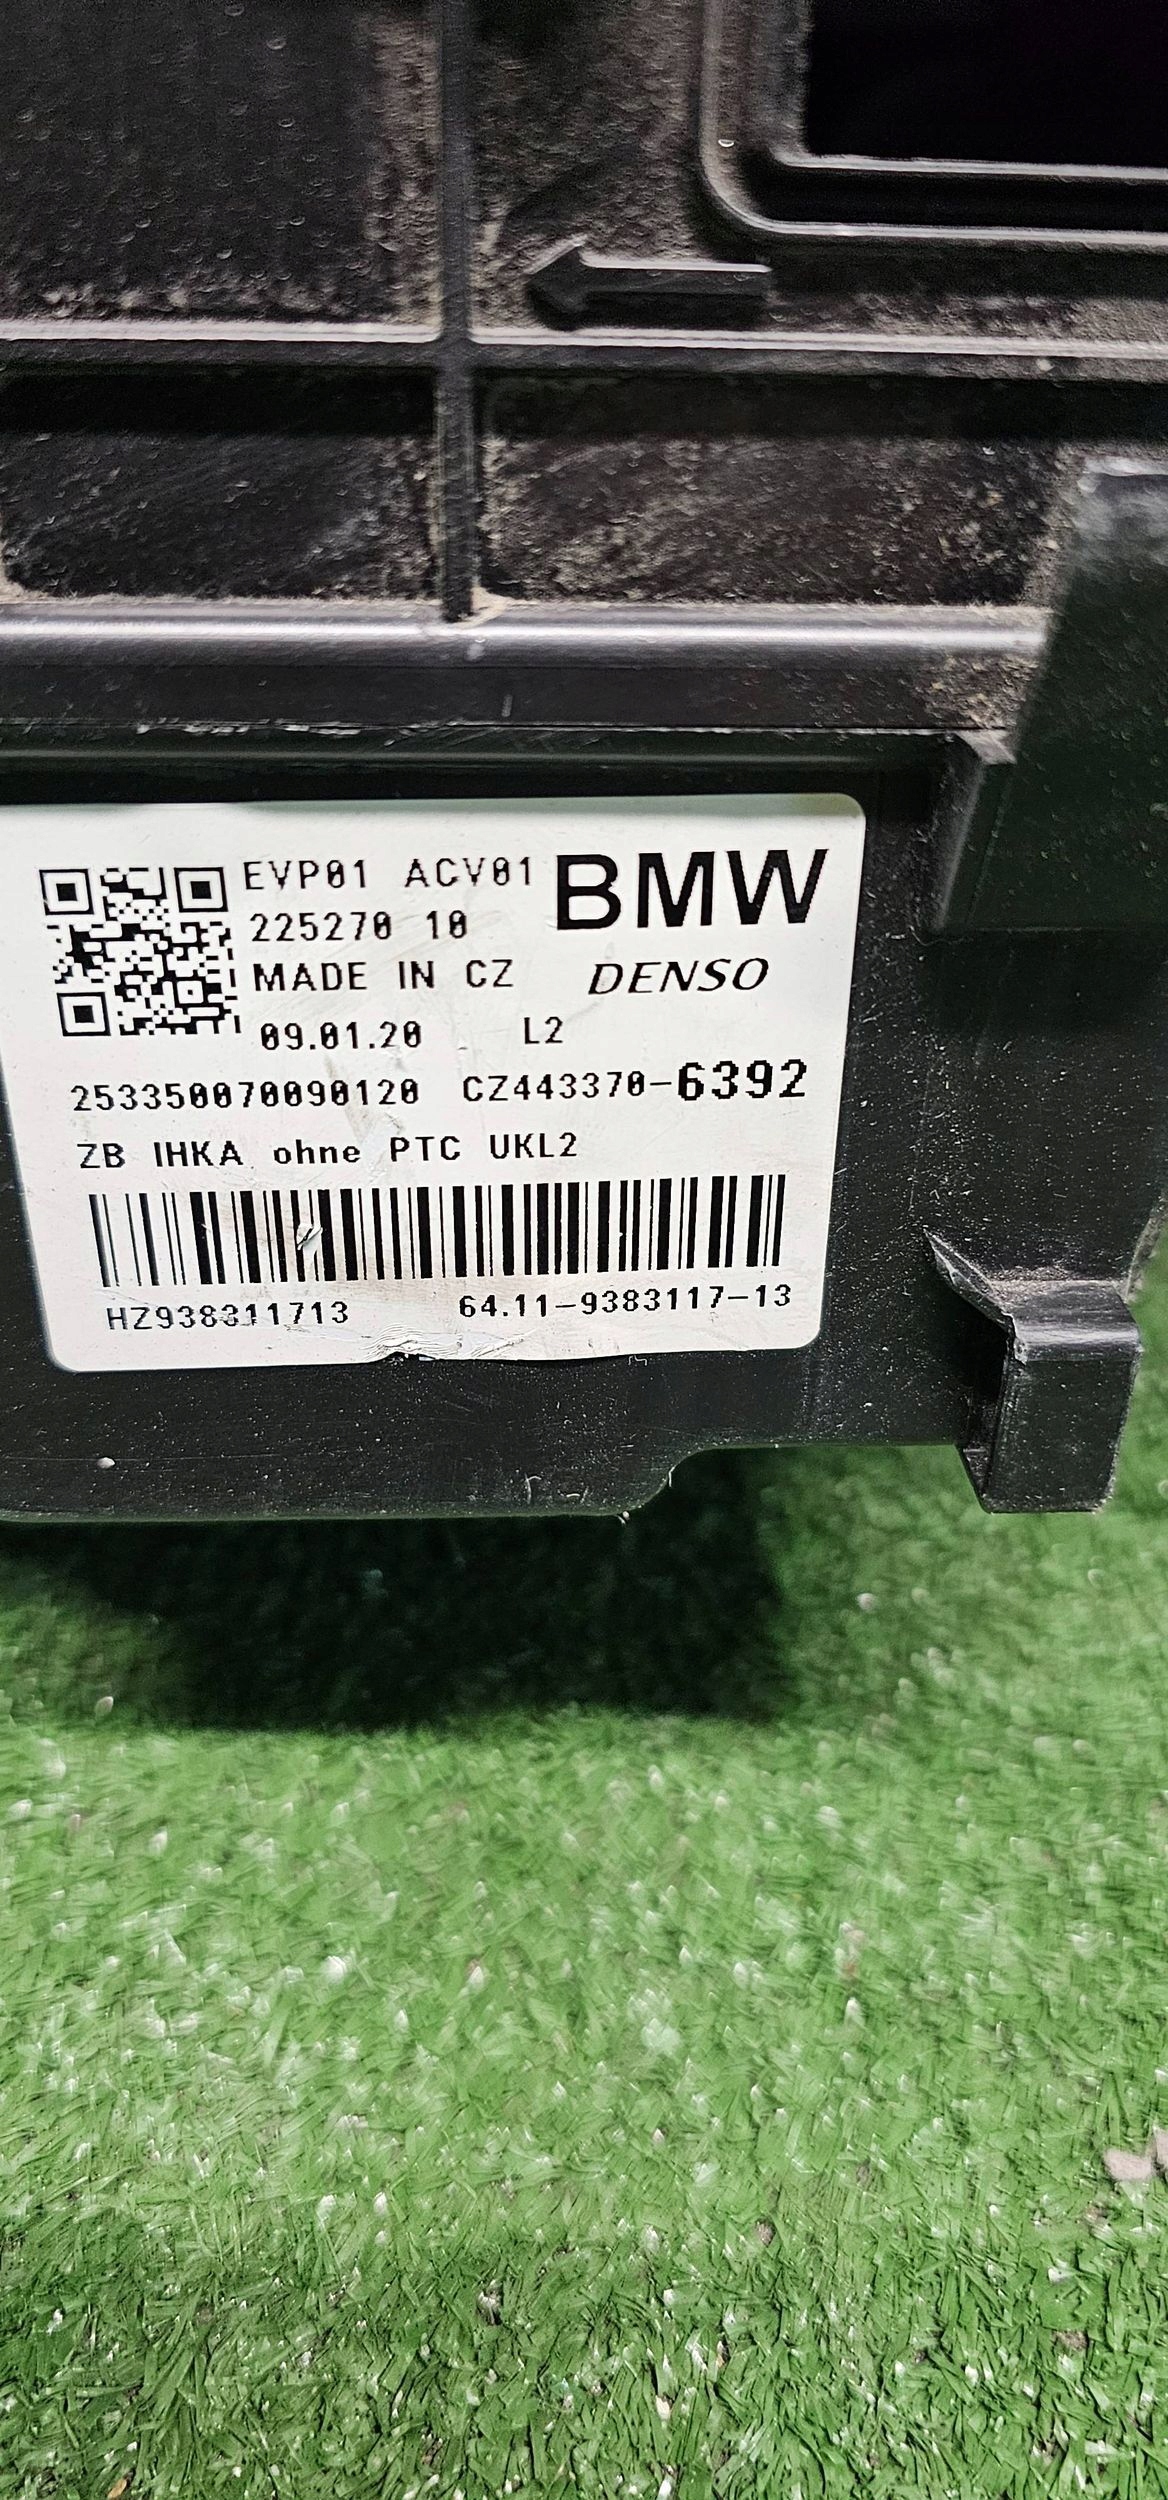 EVP01 ACV01 BMW
225270 10
MADE IN CZ DENSO
09.01.20 L2
253350070090120 CZ443370-6392
ZB IHKA ohne PTC UKL2
HZ938311713 64.11-9383117-13